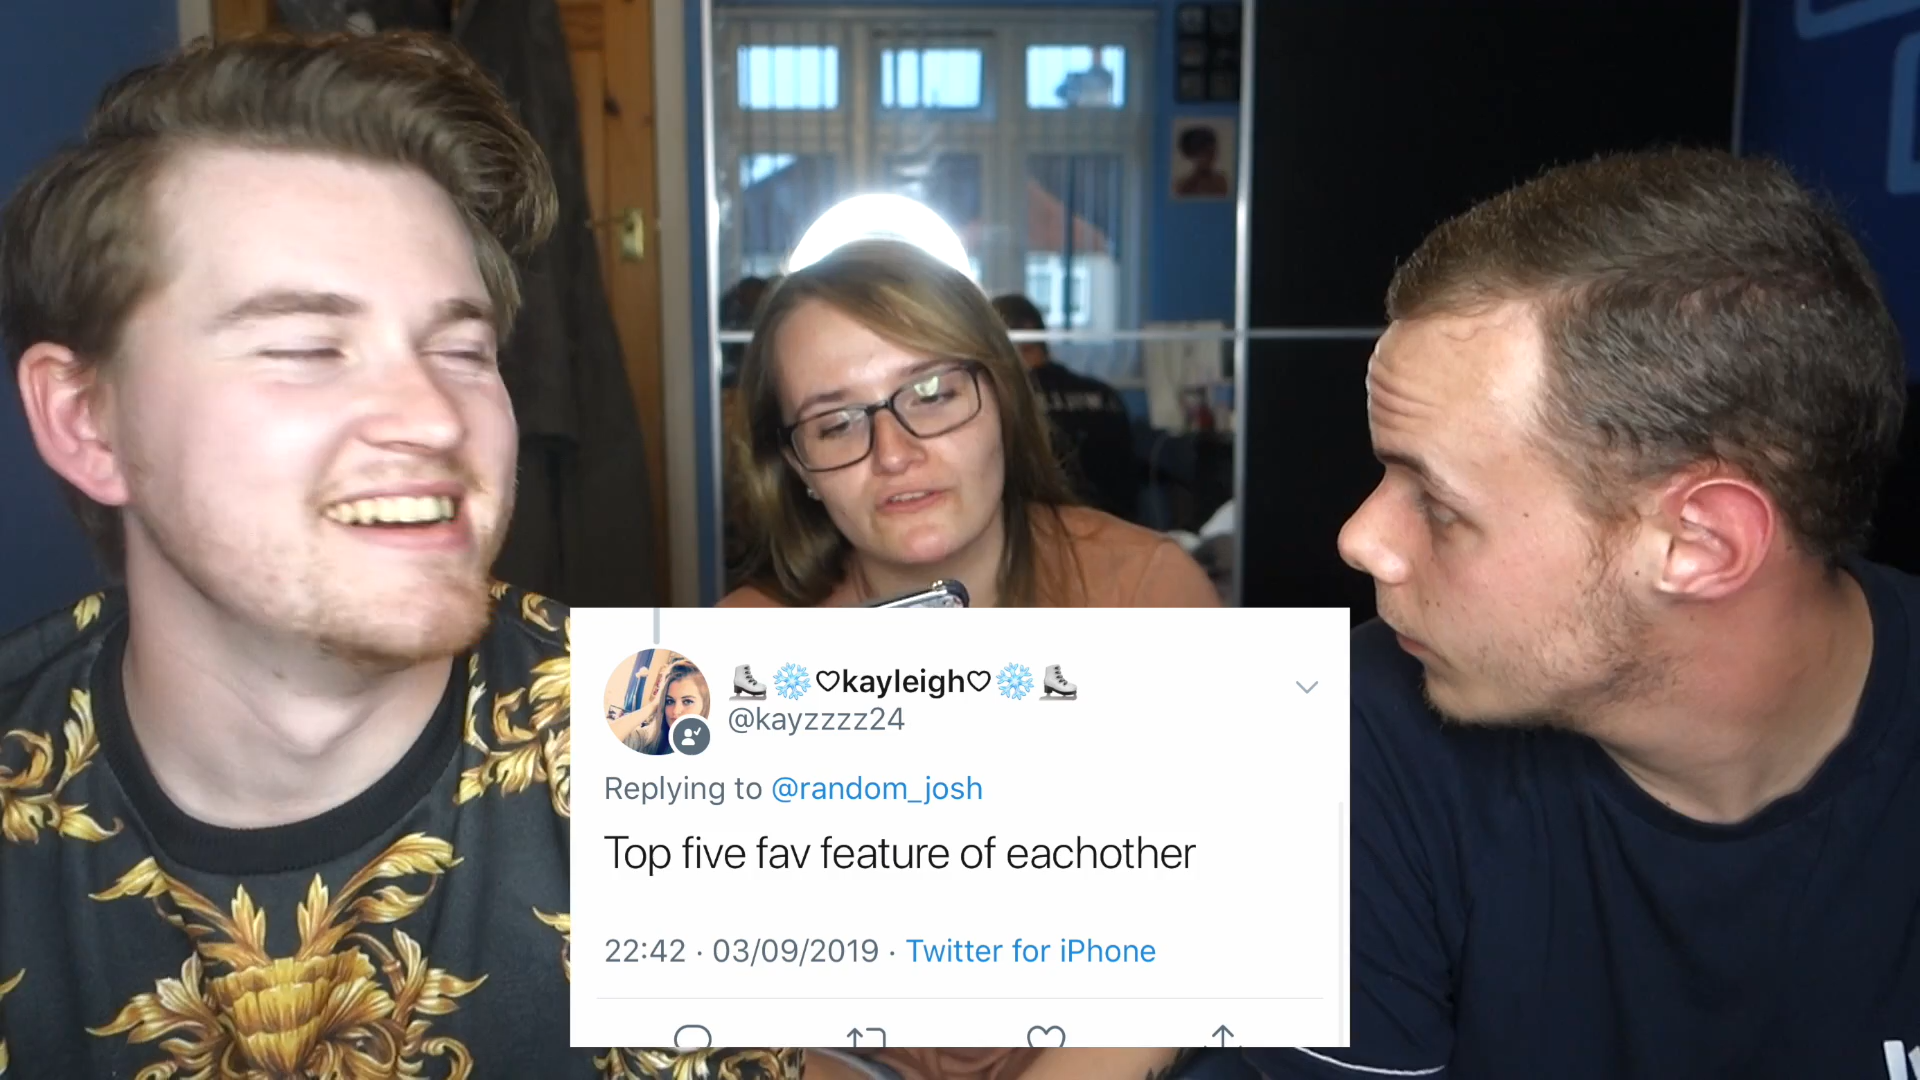 ⛸❄️♡kayleigh♡❄️⛸
@kayzzzz24
Replying to @random_josh
Top five fav feature of eachother
22:42 · 03/09/2019 · Twitter for iPhone